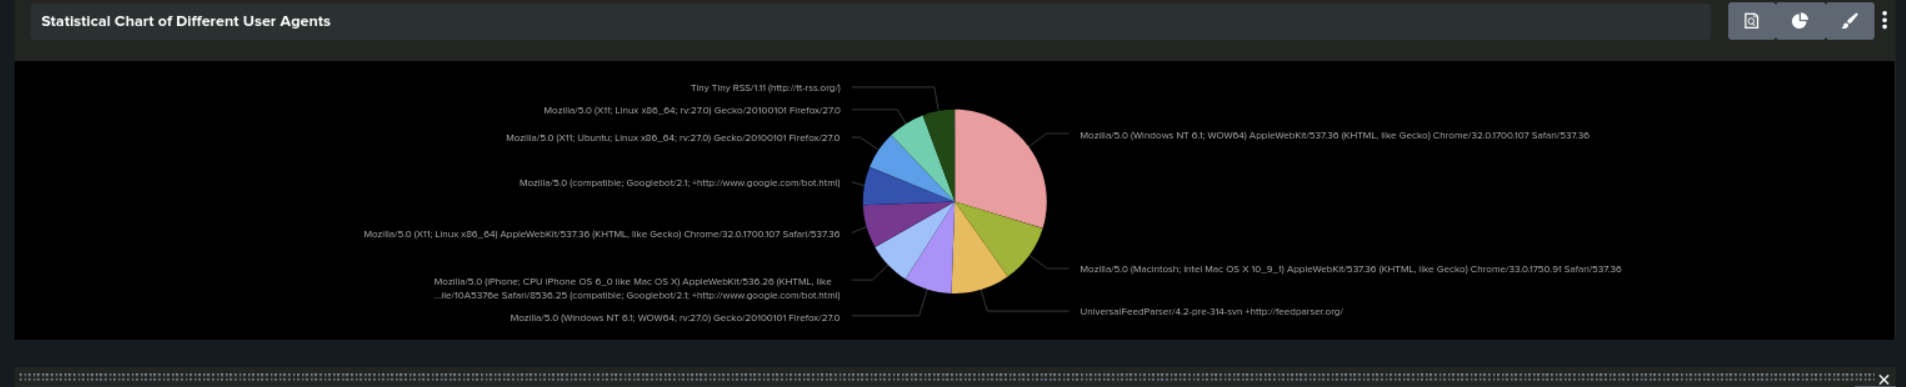 Statistical Chart of Different User Agents
Tiny Tiny RSS/1.11 (http://tt-rss.org/)
Mozilla/5.0 (X11; Linux x86_64; rv:27.0) Gecko/20100101 Firefox/27.0
Mozilla/5.0 (X11; Ubuntu; Linux x86_64; rv:27.0) Gecko/20100101 Firefox/27.0
Mozilla/5.0 (compatible; Googlebot/2.1; +http://www.google.com/bot.html)
Mozilla/5.0 (X11; Linux x86_64) AppleWebKit/537.36 (KHTML, like Gecko) Chrome/32.0.1700.107 Safari/537.36
Mozilla/5.0 (iPhone; CPU iPhone OS 6_0 like Mac OS X) AppleWebKit/536.26 (KHTML, like
...ile/10A5376e Safari/8536.25 (compatible; Googlebot/2.1; +http://www.google.com/bot.html)
Mozilla/5.0 (Windows NT 6.1; WOW64; rv:27.0) Gecko/20100101 Firefox/27.0
Mozilla/5.0 (Windows NT 6.1; WOW64) AppleWebKit/537.36 (KHTML, like Gecko) Chrome/32.0.1700.107 Safari/537.36
Mozilla/5.0 (Macintosh; Intel Mac OS X 10_9_1) AppleWebKit/537.36 (KHTML, like Gecko) Chrome/33.0.1750.91 Safari/537.36
UniversalFeedParser/4.2-pre-314-svn +http://feedparser.org/